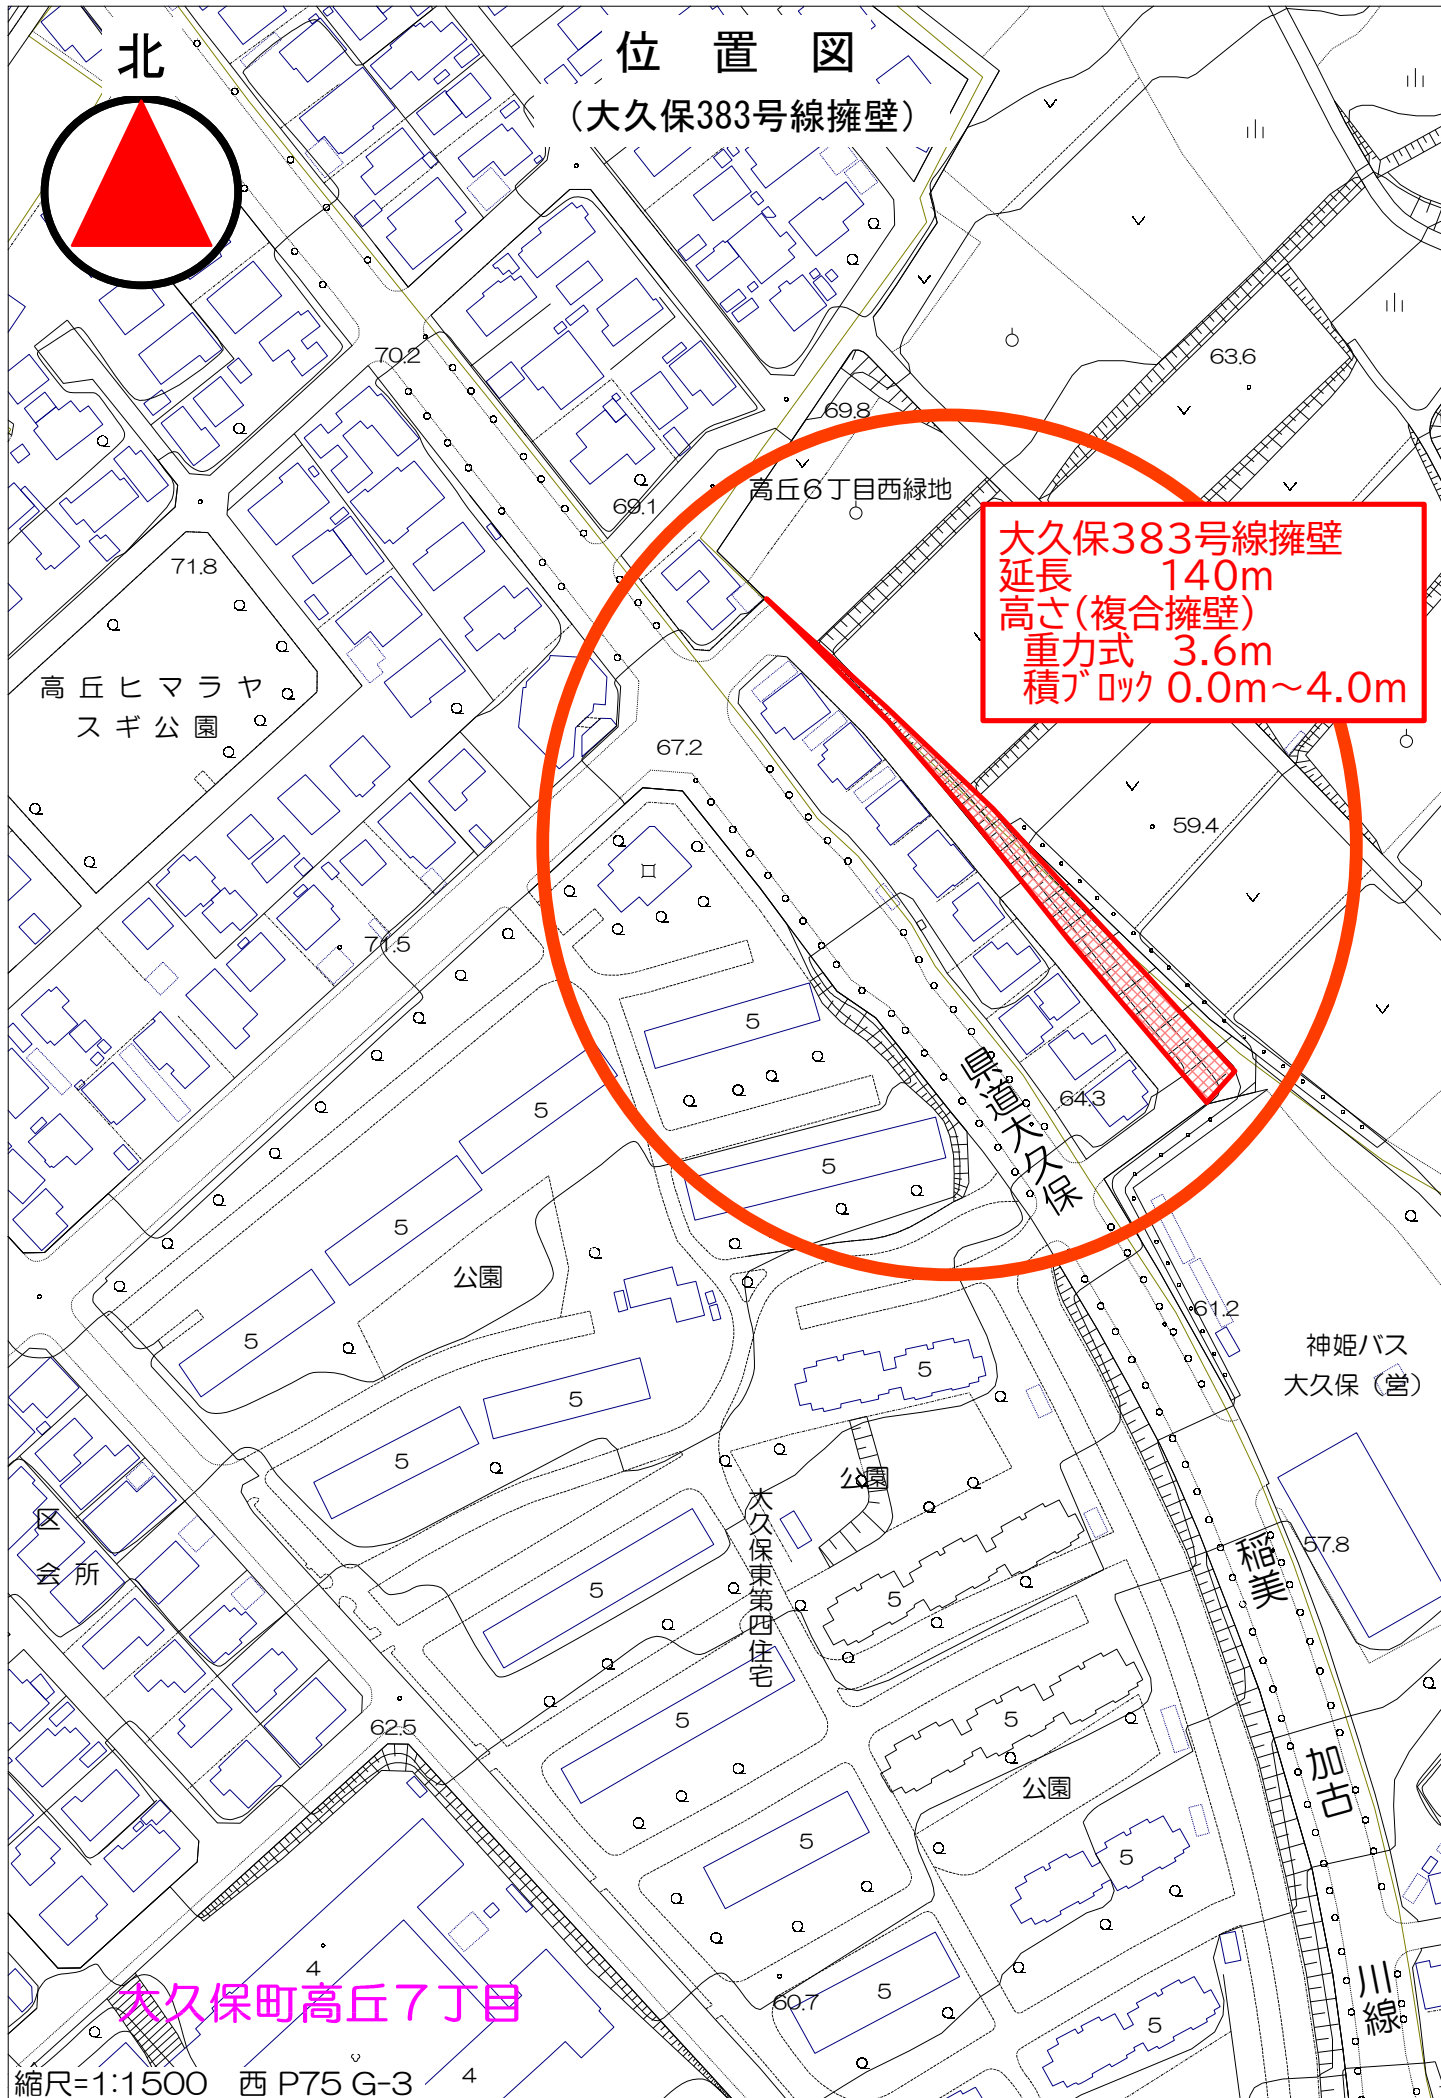 北
位 置 図
（大久保383号線擁壁）
70.2
63.6
69.8
高丘６丁目西緑地
69.1
大久保383号線擁壁
延長 140m
高さ(複合擁壁)
重力式 3.6m
積ﾌﾞﾛｯｸ 0.0m～4.0m
71.8
高丘ヒマラヤ
スギ公園
67.2
59.4
71.5
5
5
64.3
県道大久保
5
5
公園
61.2
神姫バス
大久保（営）
5
5
5
5
公園
大久保東第四住宅
区
会所
稲美
57.8
5
5
62.5
5
5
加古
公園
5
5
4
大久保町高丘７丁目
60.7
5
川線
5
4
縮尺=1:1500 西 P75 G-3